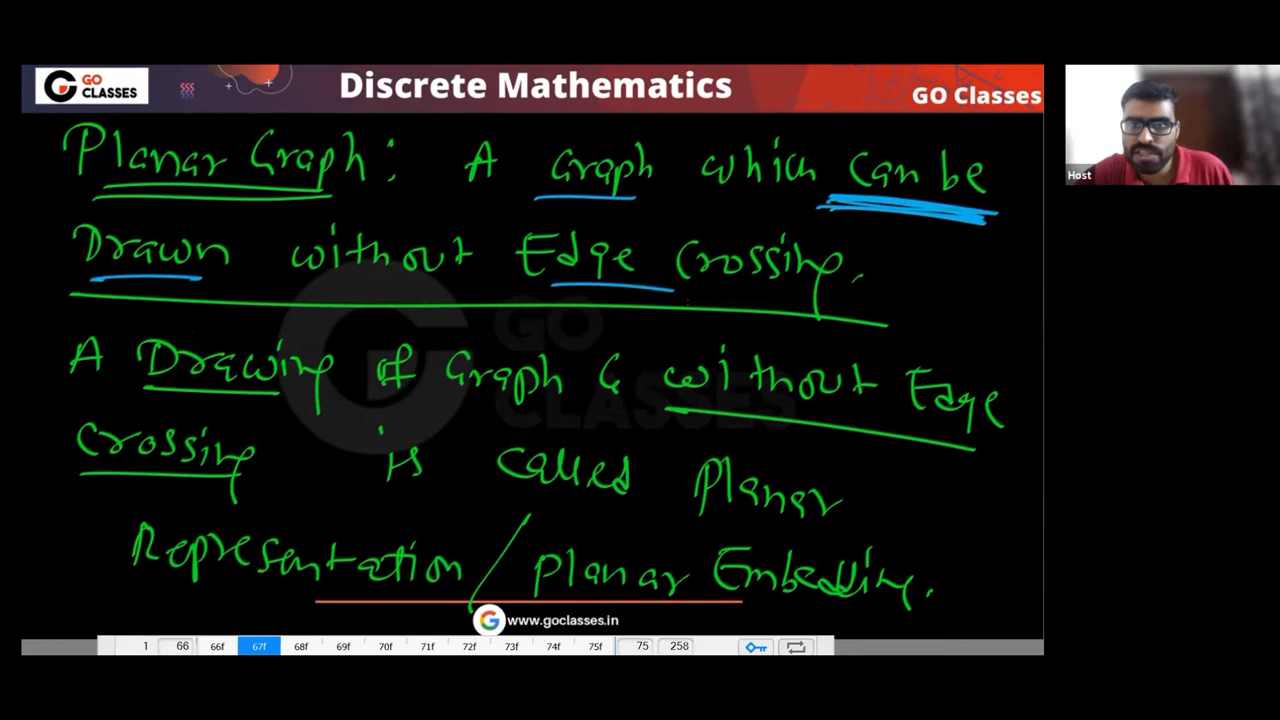 GO
CLASSES
Discrete Mathematics
GO Classes
Planar Graph: A Graph which can be
Drawn without Edge Crossing.
A Drawing of Graph G without Edge
Crossing is called Planar
Representation / Planar Embedding.
GO
CLASSES
www.goclasses.in
1 66 66f 67f 68f 69f 70f 71f 72f 73f 74f 75f 75 258
Host